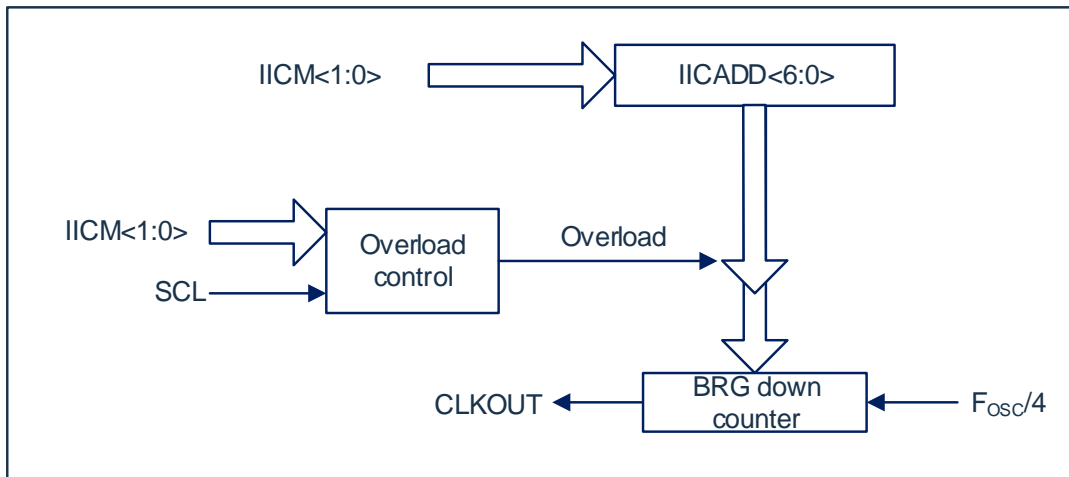 IICM<1:0>
IICADD<6:0>
IICM<1:0>
Overload
control
Overload
SCL
BRG down
counter
CLKOUT
FOSC/4